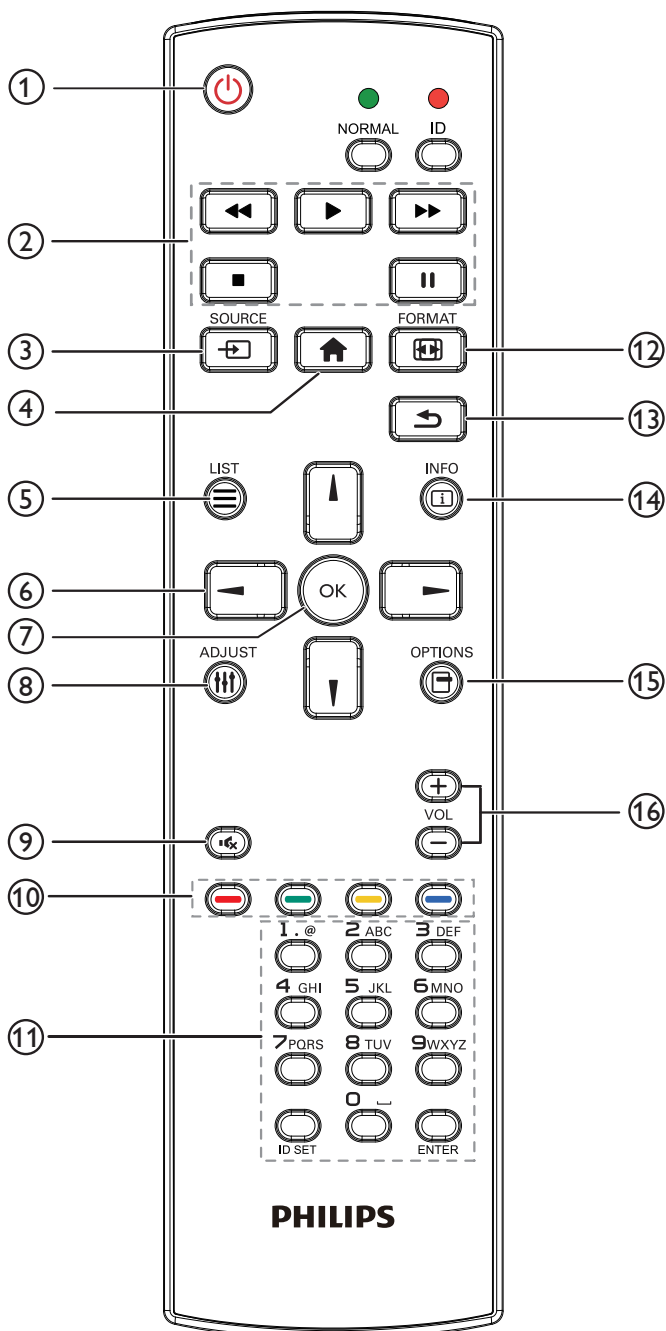 ①
NORMAL ID
②
SOURCE FORMAT
③ ⑫
④
⑬
LIST INFO
⑤ i ⑭
⑥ OK
⑦
ADJUST OPTIONS
⑧ ⑮
VOL ⑯
⑨
⑩
1 . @ 2 ABC 3 DEF
4 GHI 5 JKL 6 MNO
⑪
7 PQRS 8 TUV 9 WXYZ
0 ⎵
ID SET ENTER
PHILIPS